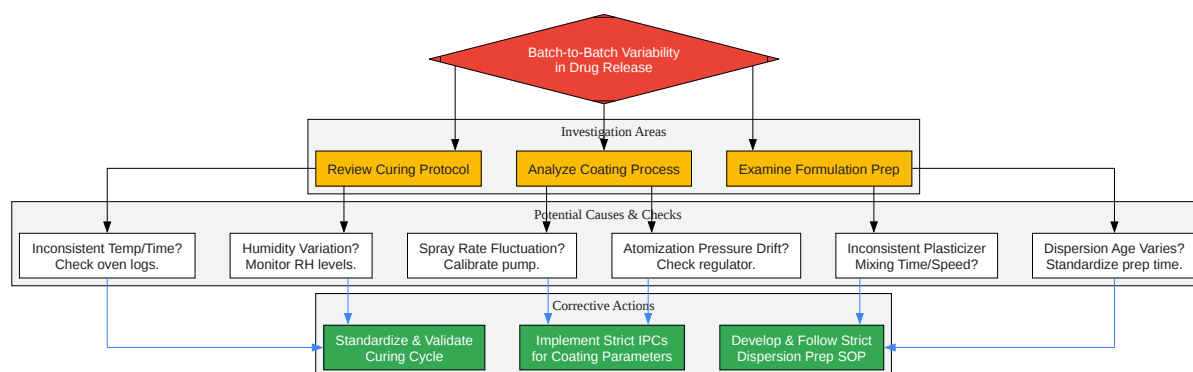 Batch-to-Batch Variability
in Drug Release
Investigation Areas
Review Curing Protocol
Analyze Coating Process
Examine Formulation Prep
Potential Causes & Checks
Inconsistent Temp/Time?
Check oven logs.
Humidity Variation?
Monitor RH levels.
Spray Rate Fluctuation?
Calibrate pump.
Atomization Pressure Drift?
Check regulator.
Inconsistent Plasticizer
Mixing Time/Speed?
Dispersion Age Varies?
Standardize prep time.
Corrective Actions
Standardize & Validate
Curing Cycle
Implement Strict IPCs
for Coating Parameters
Develop & Follow Strict
Dispersion Prep SOP